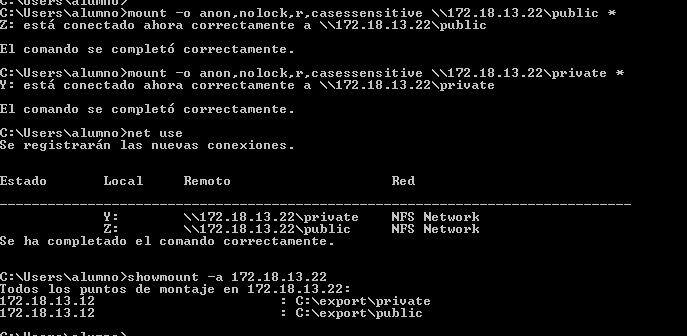 C:\Users\alumno>
C:\Users\alumno>mount -o anon,nolock,r,casessensitive \\172.18.13.22\public *
Z: está conectado ahora correctamente a \\172.18.13.22\public
El comando se completó correctamente.
C:\Users\alumno>mount -o anon,nolock,r,casessensitive \\172.18.13.22\private *
Y: está conectado ahora correctamente a \\172.18.13.22\private
El comando se completó correctamente.
C:\Users\alumno>net use
Se registrarán las nuevas conexiones.
Estado Local Remoto Red
-------------------------------------------------------------------------------
Y: \\172.18.13.22\private NFS Network
Z: \\172.18.13.22\public NFS Network
Se ha completado el comando correctamente.
C:\Users\alumno>showmount -a 172.18.13.22
Todos los puntos de montaje en 172.18.13.22:
172.18.13.12 : C:\export\private
172.18.13.12 : C:\export\public
C:\Users\alumno>